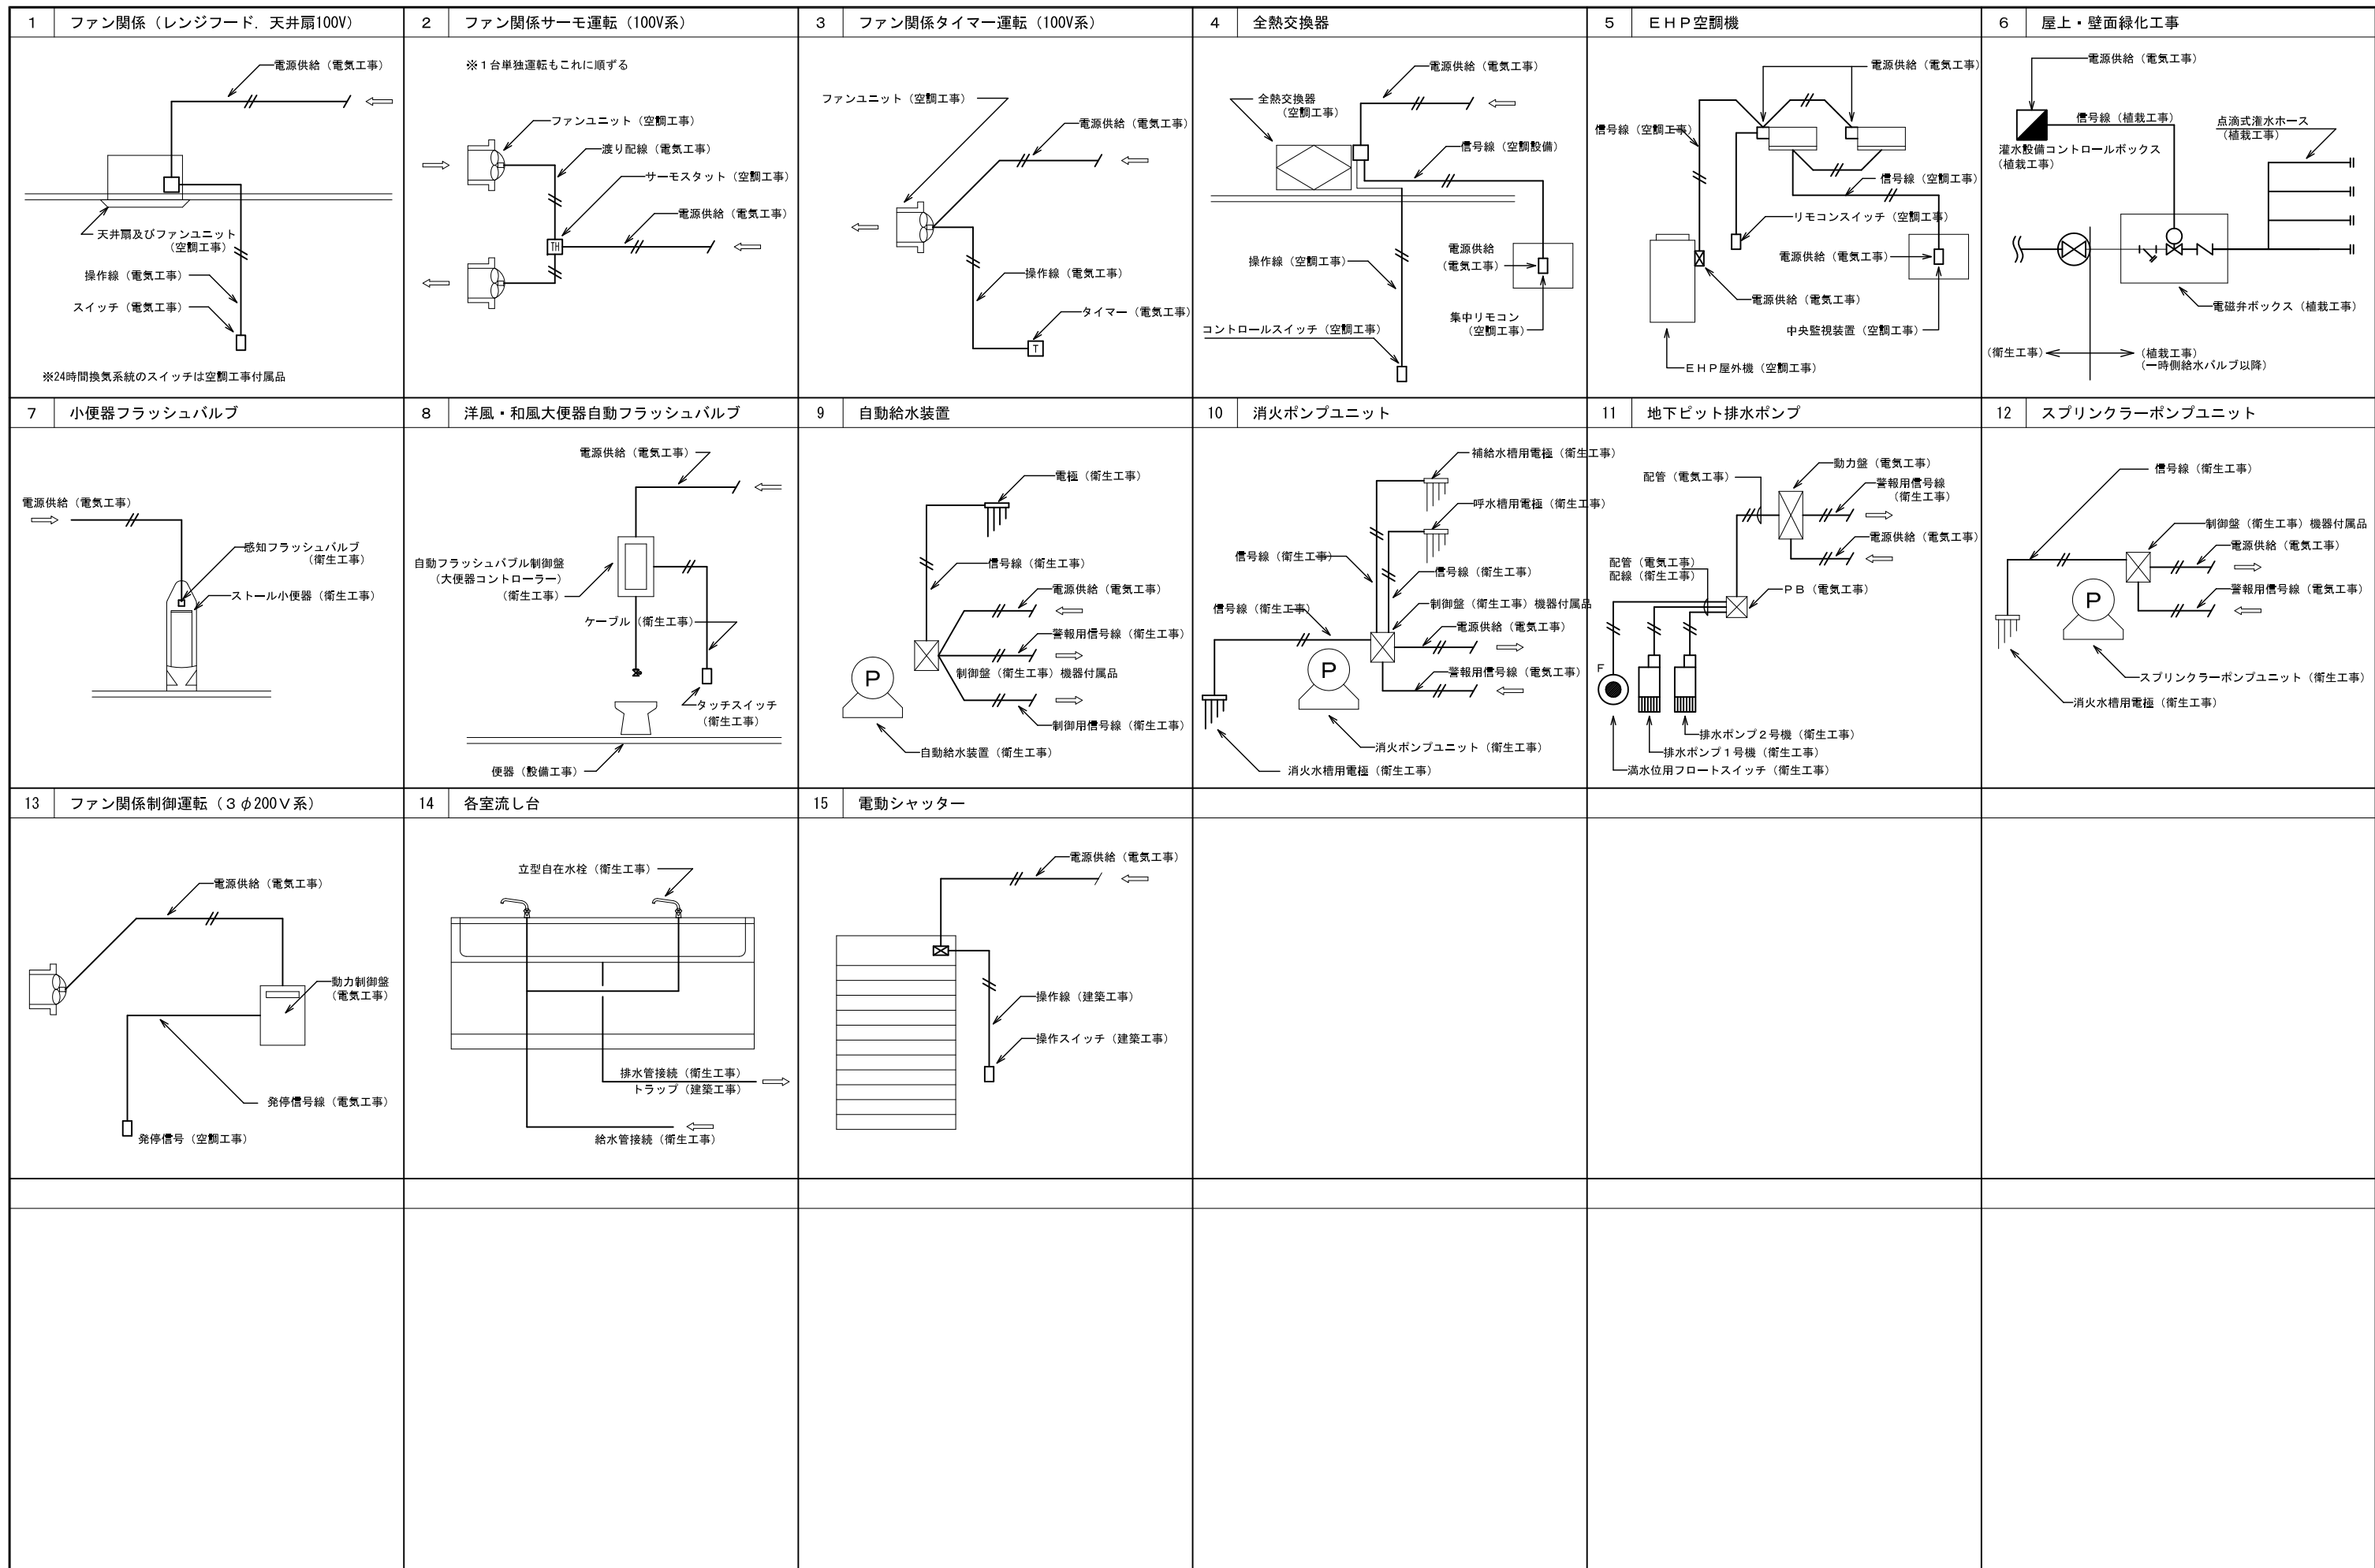 1 ファン関係（レンジフード．天井扇100V）
電源供給（電気工事）
天井扇及びファンユニット
（空調工事）
操作線（電気工事）
スイッチ（電気工事）
※24時間換気系統のスイッチは空調工事付属品
2 ファン関係サーモ運転（100V系）
※１台単独運転もこれに順ずる
ファンユニット（空調工事）
渡り配線（電気工事）
サーモスタット（空調工事）
電源供給（電気工事）
TH
3 ファン関係タイマー運転（100V系）
ファンユニット（空調工事）
電源供給（電気工事）
操作線（電気工事）
タイマー（電気工事）
T
4 全熱交換器
電源供給（電気工事）
全熱交換器
（空調工事）
信号線（空調設備）
電源供給
（電気工事）
操作線（空調工事）
集中リモコン
（空調工事）
コントロールスイッチ（空調工事）
5 ＥＨＰ空調機
電源供給（電気工事）
信号線（空調工事）
信号線（空調工事）
リモコンスイッチ（空調工事）
電源供給（電気工事）
電源供給（電気工事）
中央監視装置（空調工事）
ＥＨＰ屋外機（空調工事）
6 屋上・壁面緑化工事
電源供給（電気工事）
信号線（植栽工事）
点滴式潅水ホース
（植栽工事）
灌水設備コントロールボックス
（植栽工事）
電磁弁ボックス（植栽工事）
（衛生工事）
（植栽工事）
（一時側給水バルブ以降）
7 小便器フラッシュバルブ
電源供給（電気工事）
感知フラッシュバルブ
（衛生工事）
ストール小便器（衛生工事）
8 洋風・和風大便器自動フラッシュバルブ
電源供給（電気工事）
自動フラッシュバブル制御盤
（大便器コントローラー）
（衛生工事）
ケーブル（衛生工事）
タッチスイッチ
（衛生工事）
便器（設備工事）
9 自動給水装置
電極（衛生工事）
信号線（衛生工事）
電源供給（電気工事）
警報用信号線（衛生工事）
制御盤（衛生工事）機器付属品
P
制御用信号線（衛生工事）
自動給水装置（衛生工事）
10 消火ポンプユニット
補給水槽用電極（衛生工事）
呼水槽用電極（衛生工事）
信号線（衛生工事）
信号線（衛生工事）
制御盤（衛生工事）機器付属品
信号線（衛生工事）
電源供給（電気工事）
P
警報用信号線（電気工事）
消火ポンプユニット（衛生工事）
消火水槽用電極（衛生工事）
11 地下ピット排水ポンプ
配管（電気工事）
動力盤（電気工事）
警報用信号線
（衛生工事）
電源供給（電気工事）
配管（電気工事）
配線（衛生工事）
ＰＢ（電気工事）
F
排水ポンプ２号機（衛生工事）
排水ポンプ１号機（衛生工事）
満水位用フロートスイッチ（衛生工事）
12 スプリンクラーポンプユニット
信号線（衛生工事）
制御盤（衛生工事）機器付属品
電源供給（電気工事）
警報用信号線（電気工事）
P
スプリンクラーポンプユニット（衛生工事）
消火水槽用電極（衛生工事）
13 ファン関係制御運転（３φ200Ｖ系）
電源供給（電気工事）
動力制御盤
（電気工事）
発停信号線（電気工事）
発停信号（空調工事）
14 各室流し台
立型自在水栓（衛生工事）
排水管接続（衛生工事）
トラップ（建築工事）
給水管接続（衛生工事）
15 電動シャッター
電源供給（電気工事）
操作線（建築工事）
操作スイッチ（建築工事）